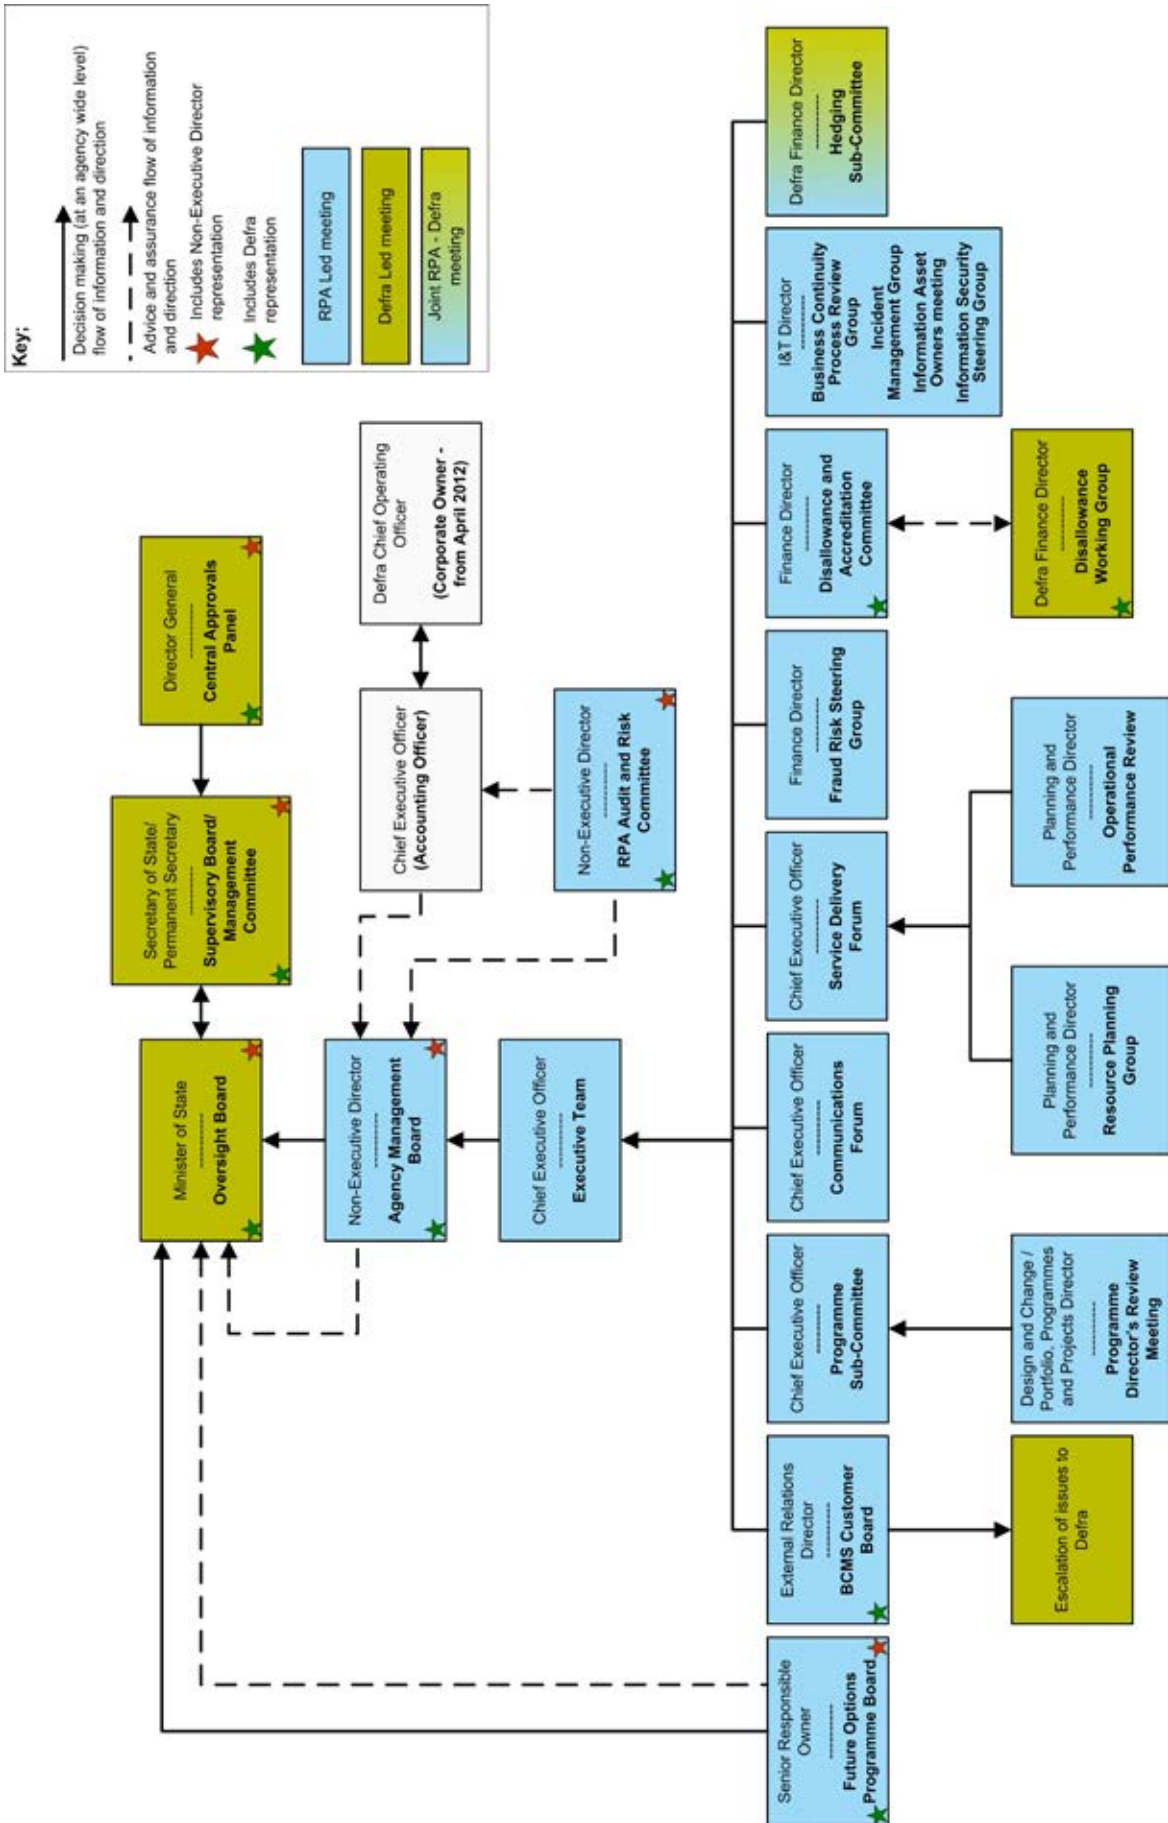 Key;
Decision making (at an agency wide level)
flow of information and direction
Advice and assurance flow of information
and direction
Includes Non-Executive Director
representation
Includes Defra
representation
RPA Led meeting
Defra Led meeting
Joint RPA - Defra
meeting
Minister of State
----------
Oversight Board
Secretary of State/
Permanent Secretary
----------
Supervisory Board/
Management
Committee
Director General
----------
Central Approvals
Panel
Non-Executive Director
----------
Agency Management
Board
Chief Executive Officer
(Accounting Officer)
Defra Chief Operating
Officer
(Corporate Owner -
from April 2012)
Chief Executive Officer
----------
Executive Team
Non-Executive Director
----------
RPA Audit and Risk
Committee
Senior Responsible
Owner
----------
Future Options
Programme Board
External Relations
Director
----------
BCMS Customer
Board
Chief Executive Officer
----------
Programme
Sub-Committee
Chief Executive Officer
----------
Communications
Forum
Chief Executive Officer
----------
Service Delivery
Forum
Finance Director
----------
Fraud Risk Steering
Group
Finance Director
----------
Disallowance and
Accreditation
Committee
I&T Director
----------
Business Continuity
Process Review
Group
Incident
Management Group
Information Asset
Owners meeting
Information Security
Steering Group
Defra Finance Director
----------
Hedging
Sub-Committee
Escalation of issues to
Defra
Design and Change /
Portfolio, Programmes
and Projects Director
----------
Programme
Director's Review
Meeting
Planning and
Performance Director
----------
Resource Planning
Group
Planning and
Performance Director
----------
Operational
Performance Review
Defra Finance Director
----------
Disallowance
Working Group